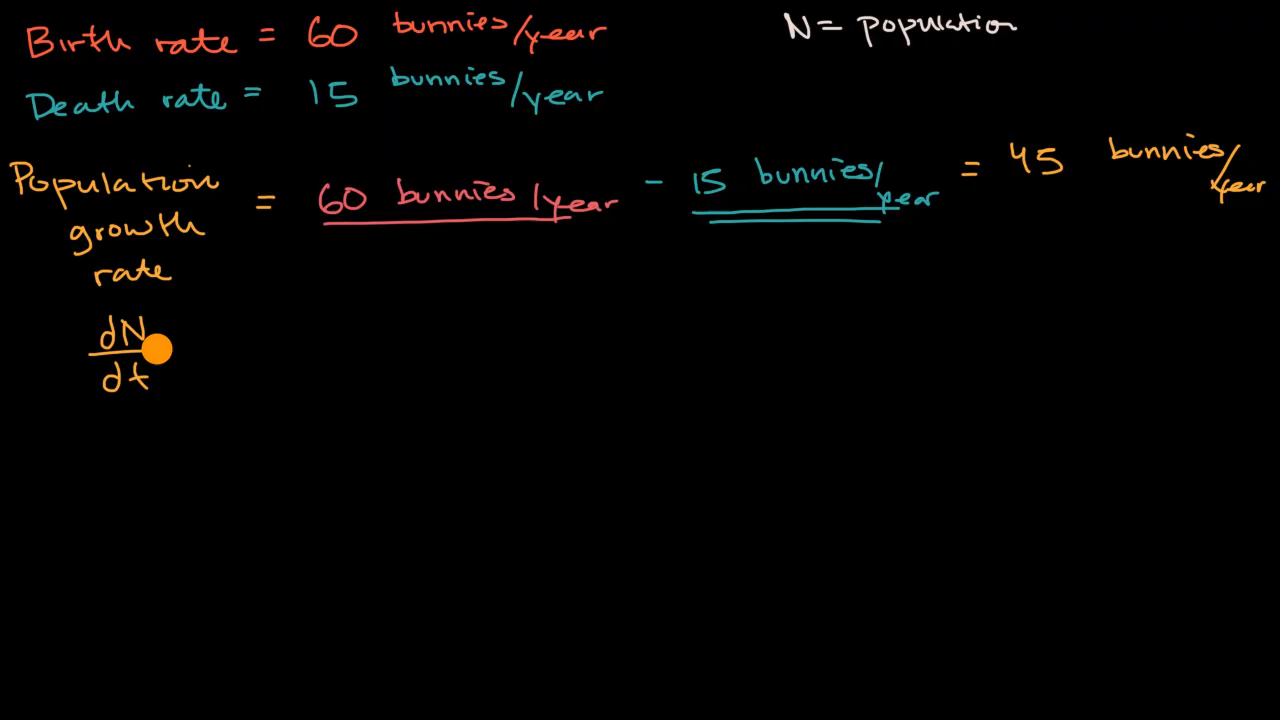 Birth rate = 60 bunnies/year
N = population
Death rate = 15 bunnies/year
Population growth rate = 60 bunnies/year - 15 bunnies/year = 45 bunnies/year
dN
dt